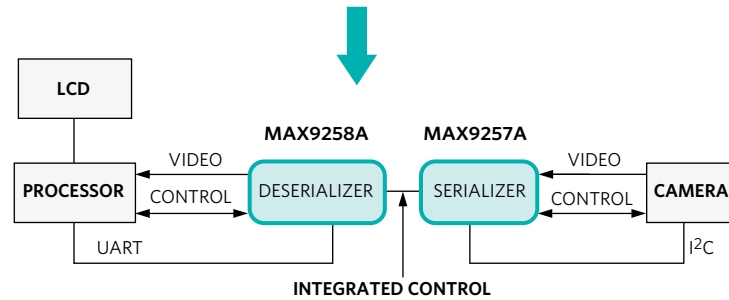 LCD
MAX9258A
MAX9257A
PROCESSOR
VIDEO
CONTROL
DESERIALIZER
SERIALIZER
VIDEO
CONTROL
CAMERA
UART
I²C
INTEGRATED CONTROL